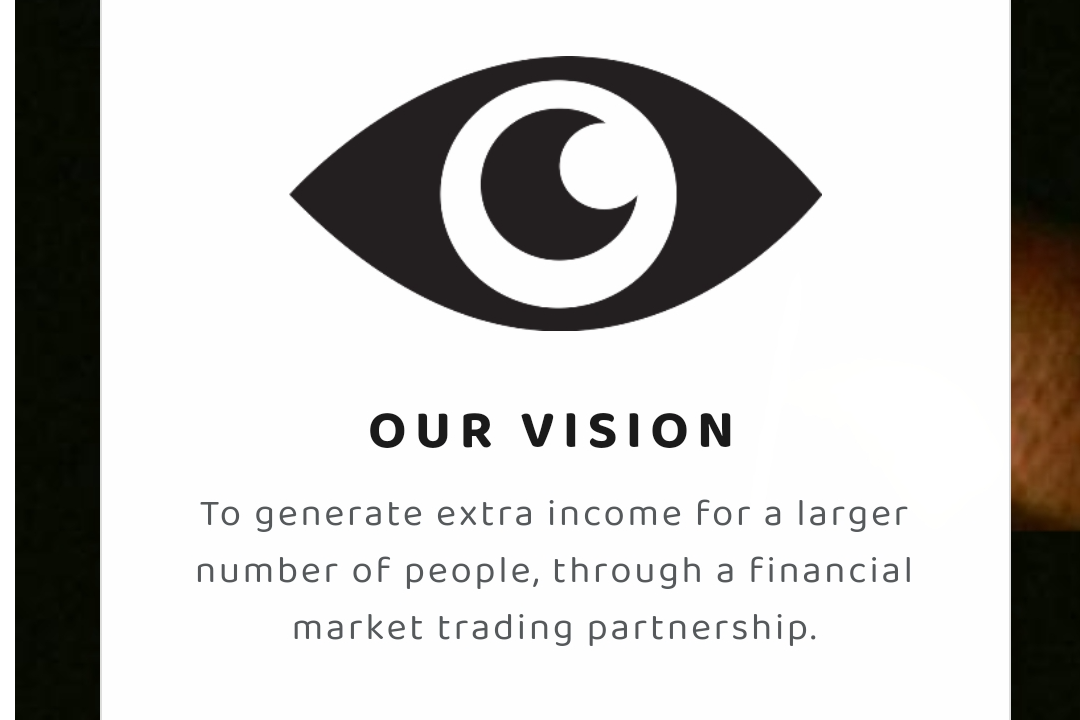 OUR VISION
To generate extra income for a larger
number of people, through a financial
market trading partnership.